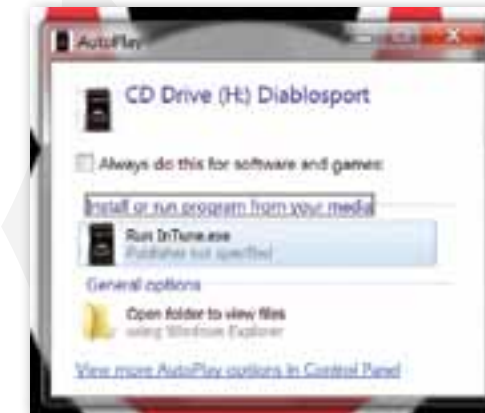 AutoPlay
CD Drive (H:) Diablosport
Always do this for software and games:
Install or run program from your media
Run InTune.exe
Publisher not specified
General options
Open folder to view files
using Windows Explorer
View more AutoPlay options in Control Panel